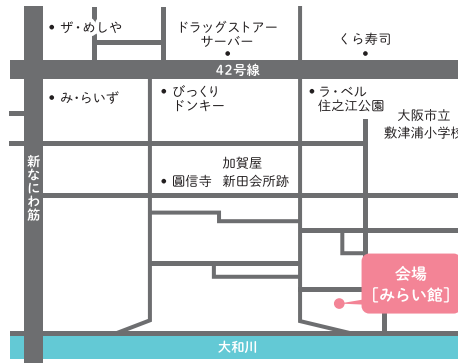 ザ・めしや
ドラッグストアー
サーバー
くら寿司
42号線
み・らいず
びっくり
ドンキー
ラ・ベル
住之江公園
大阪市立
敷津浦小学校
新なにわ筋
加賀屋
圓信寺 新田会所跡
会場
［みらい館］
大和川